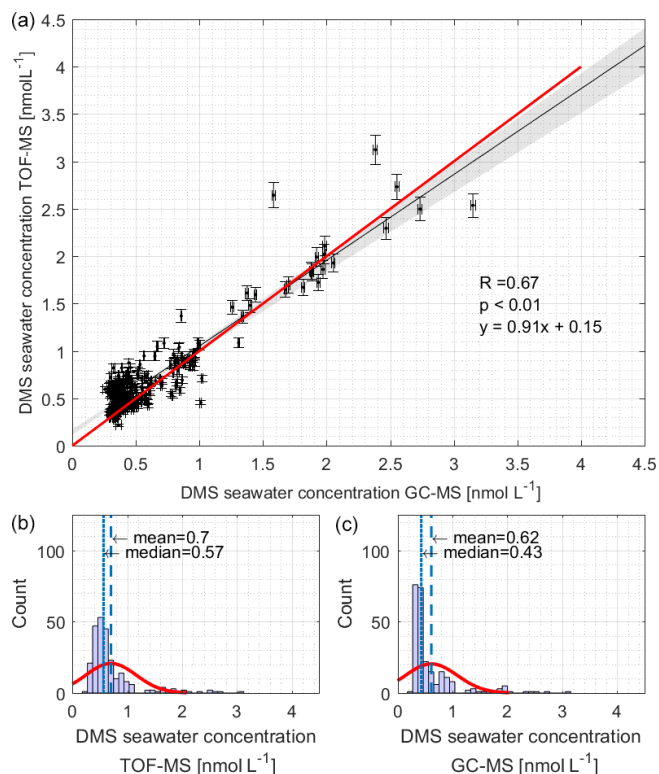 (a)
4.5
4
3.5
3
2.5
2
1.5
1
0.5
0
DMS seawater concentration TOF-MS [nmolL⁻¹]
R =0.67
p < 0.01
y = 0.91x + 0.15
0 0.5 1 1.5 2 2.5 3 3.5 4 4.5
DMS seawater concentration GC-MS [nmol L⁻¹]
(b)
mean=0.7
median=0.57
100
50
0
Count
0 1 2 3 4
DMS seawater concentration
TOF-MS [nmol L⁻¹]
(c)
mean=0.62
median=0.43
100
50
0
Count
0 1 2 3 4
DMS seawater concentration
GC-MS [nmol L⁻¹]